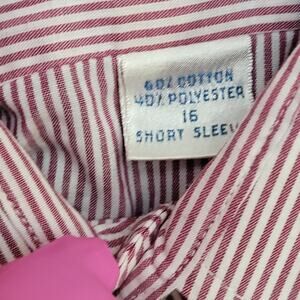 60% COTTON
40% POLYESTER
16
SHORT SLEEV